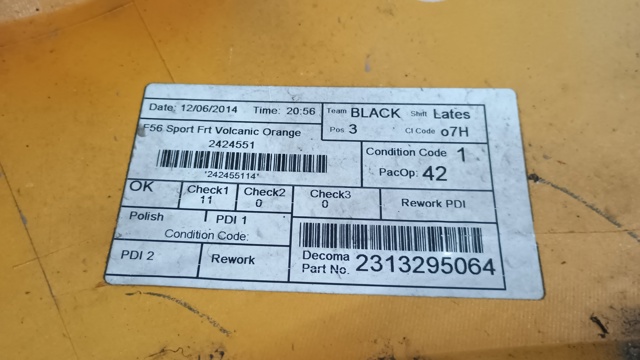 Date: 12/06/2014 Time: 20:56 Team BLACK Shift Lates
Pos 3 Cl Code o7H
F56 Sport Frt Volcanic Orange
2424551
*242455114*
Condition Code 1
PacOp: 42
OK Check1 11 Check2 0 Check3 0 Rework PDI
Polish PDI 1
Condition Code:
PDI 2 Rework
Decoma
Part No. 2313295064